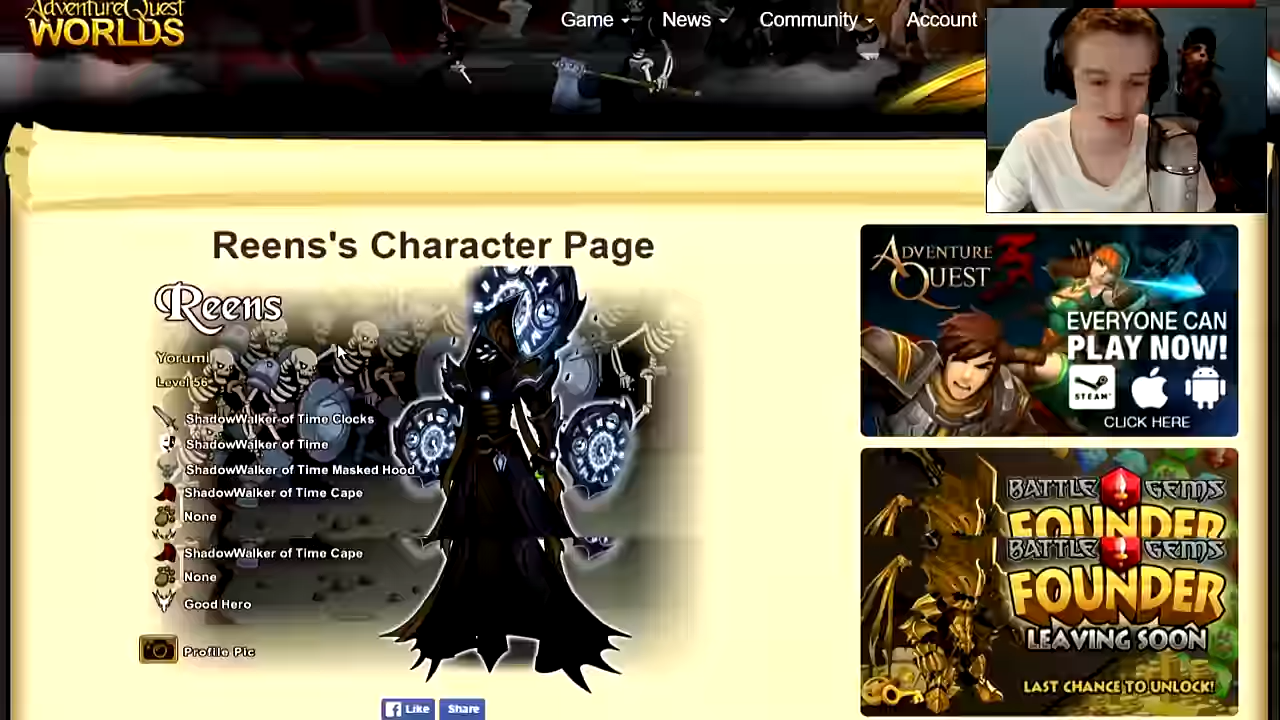 AdventureQuest
WORLDS
Game
News
Community
Account
Reens's Character Page
Reens
Yorumi
Level 56
ShadowWalker of Time Clocks
ShadowWalker of Time
ShadowWalker of Time Masked Hood
ShadowWalker of Time Cape
None
ShadowWalker of Time Cape
None
Good Hero
Profile Pic
Like
Share
ADVENTURE
QUEST 3
EVERYONE CAN
PLAY NOW!
STEAM
CLICK HERE
BATTLE GEMS
FOUNDER
BATTLE GEMS
FOUNDER
LEAVING SOON
LAST CHANCE TO UNLOCK!